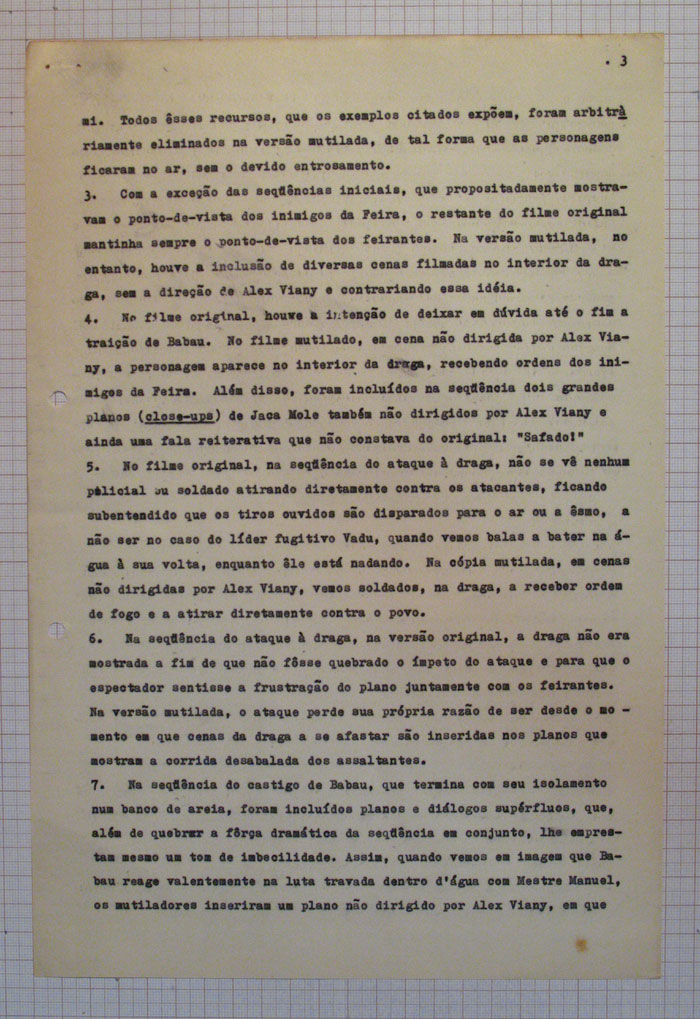 . 3
mi. Todos êsses recursos, que os exemplos citados expõem, foram arbitrà
riamente eliminados na versão mutilada, de tal forma que as personagens
ficaram no ar, sem o devido entrosamento.
3. Com a exceção das seqüências iniciais, que propositadamente mostra-
vam o ponto-de-vista dos inimigos da Feira, o restante do filme original
mantinha sempre o ponto-de-vista dos feirantes. Na versão mutilada, no
entanto, houve a inclusão de diversas cenas filmadas no interior da dra-
ga, sem a direção de Alex Viany e contrariando essa idéia.
4. No filme original, houve a intenção de deixar em dúvida até o fim a
traição de Babau. No filme mutilado, em cena não dirigida por Alex Via-
ny, a personagem aparece no interior da draga, recebendo ordens dos ini-
migos da Feira. Além disso, foram incluídos na seqüência dois grandes
planos (close-ups) de Jaca Mole também não dirigidos por Alex Viany e
ainda uma fala reiterativa que não constava do original: "Safado!"
5. No filme original, na seqüência do ataque à draga, não se vê nenhum
policial ou soldado atirando diretamente contra os atacantes, ficando
subentendido que os tiros ouvidos são disparados para o ar ou a êsmo, a
não ser no caso do líder fugitivo Vadu, quando vemos balas a bater na á-
gua à sua volta, enquanto êle está nadando. Na cópia mutilada, em cenas
não dirigidas por Alex Viany, vemos soldados, na draga, a receber ordem
de fogo e a atirar diretamente contra o povo.
6. Na seqüência do ataque à draga, na versão original, a draga não era
mostrada a fim de que não fôsse quebrado o ímpeto do ataque e para que o
espectador sentisse a frustração do plano juntamente com os feirantes.
Na versão mutilada, o ataque perde sua própria razão de ser desde o mo -
mento em que cenas da draga a se afastar são inseridas nos planos que
mostram a corrida desabalada dos assaltantes.
7. Na seqüência do castigo de Babau, que termina com seu isolamento
num banco de areia, foram incluídos planos e diálogos supérfluos, que,
além de quebrar a fôrça dramática da seqüência em conjunto, lhe empres-
tam mesmo um tom de imbecilidade. Assim, quando vemos em imagem que Ba-
bau reage valentemente na luta travada dentro d'água com Mestre Manuel,
os mutiladores inseriram um plano não dirigido por Alex Viany, em que